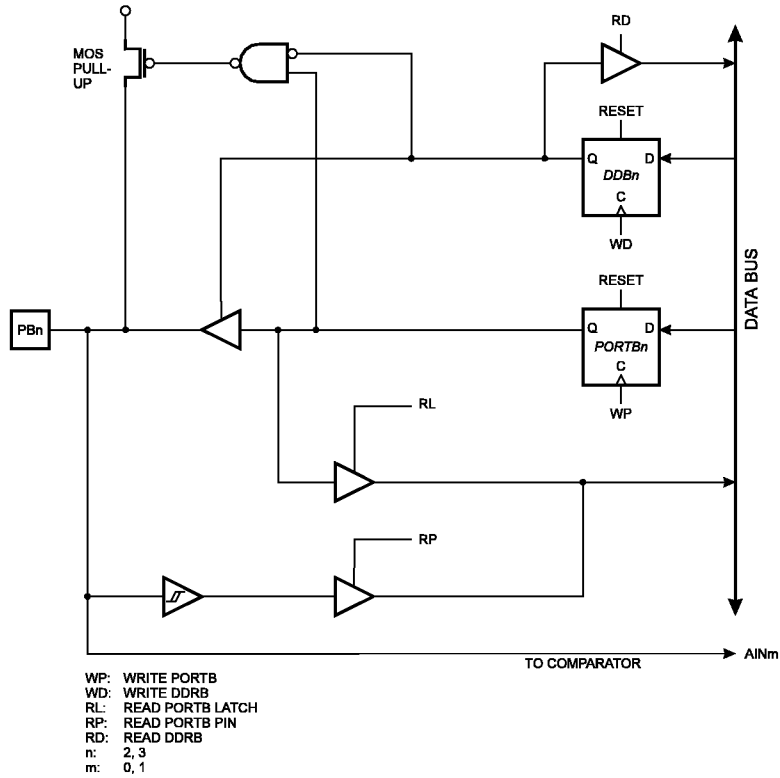 RD
MOS
PULL-
UP
RESET
Q D
DDBn
C
WD
DATA BUS
RESET
PBn
Q D
PORTBn
C
WP
RL
RP
TO COMPARATOR
AINm
WP: WRITE PORTB
WD: WRITE DDRB
RL: READ PORTB LATCH
RP: READ PORTB PIN
RD: READ DDRB
n: 2, 3
m: 0, 1